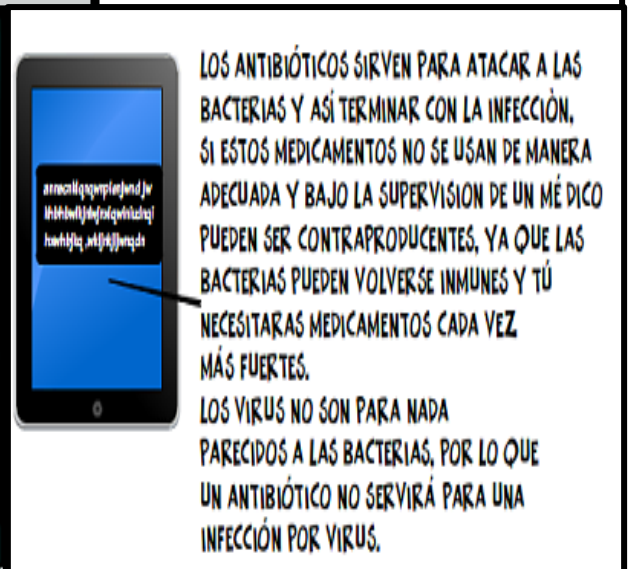 LOS ANTIBIÓTICOS SIRVEN PARA ATACAR A LAS
BACTERIAS Y ASÍ TERMINAR CON LA INFECCIÒN,
SI ESTOS MEDICAMENTOS NO SE USAN DE MANERA
ADECUADA Y BAJO LA SUPERVISION DE UN MÉ DICO
PUEDEN SER CONTRAPRODUCENTES, YA QUE LAS
BACTERIAS PUEDEN VOLVERSE INMUNES Y TÚ
NECESITARAS MEDICAMENTOS CADA VEZ
MÁS FUERTES.
LOS VIRUS NO SON PARA NADA
PARECIDOS A LAS BACTERIAS, POR LO QUE
UN ANTIBIÓTICO NO SERVIRÁ PARA UNA
INFECCIÓN POR VIRUS.